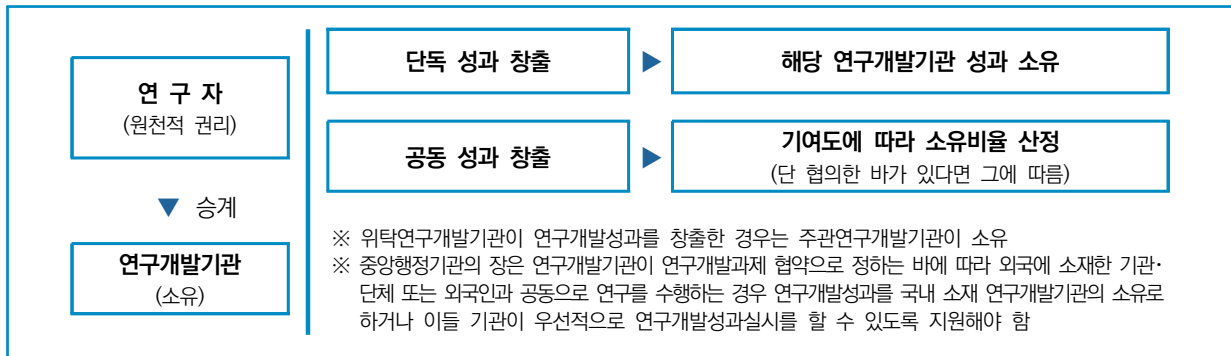 연 구 자
(원천적 권리)
▼ 승계
연구개발기관
(소유)
단독 성과 창출 ▶ 해당 연구개발기관 성과 소유
공동 성과 창출 ▶ 기여도에 따라 소유비율 산정
(단 협의한 바가 있다면 그에 따름)
※ 위탁연구개발기관이 연구개발성과를 창출한 경우는 주관연구개발기관이 소유
※ 중앙행정기관의 장은 연구개발기관이 연구개발과제 협약으로 정하는 바에 따라 외국에 소재한 기관·
단체 또는 외국인과 공동으로 연구를 수행하는 경우 연구개발성과를 국내 소재 연구개발기관의 소유로
하거나 이들 기관이 우선적으로 연구개발성과실시를 할 수 있도록 지원해야 함